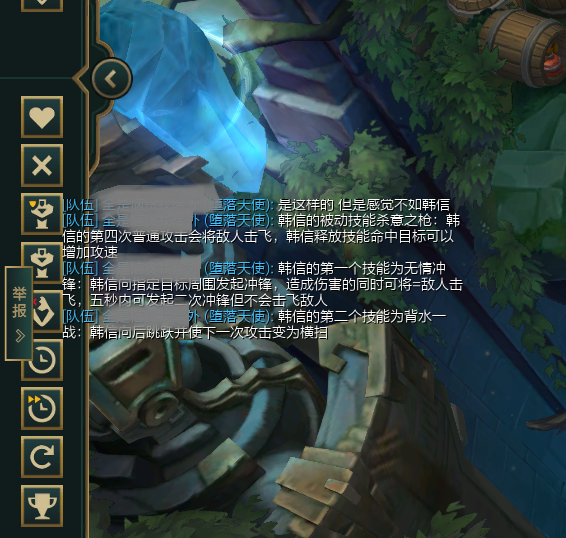 [队伍] 全是 (堕落天使): 是这样的 但是感觉不如韩信
[队伍] 全是 外 (堕落天使): 韩信的被动技能杀意之枪：韩
信的第四次普通攻击会将敌人击飞，韩信释放技能命中目标可以
增加攻速
[队伍] 全 (堕落天使): 韩信的第一个技能为无情冲
锋：韩信向指定目标周围发起冲锋，造成伤害的同时可将=敌人击
飞，五秒内可发起二次冲锋但不会击飞敌人
[队伍] 全 外 (堕落天使): 韩信的第二个技能为背水一
战：韩信向后跳跃并使下一次攻击变为横扫
举报